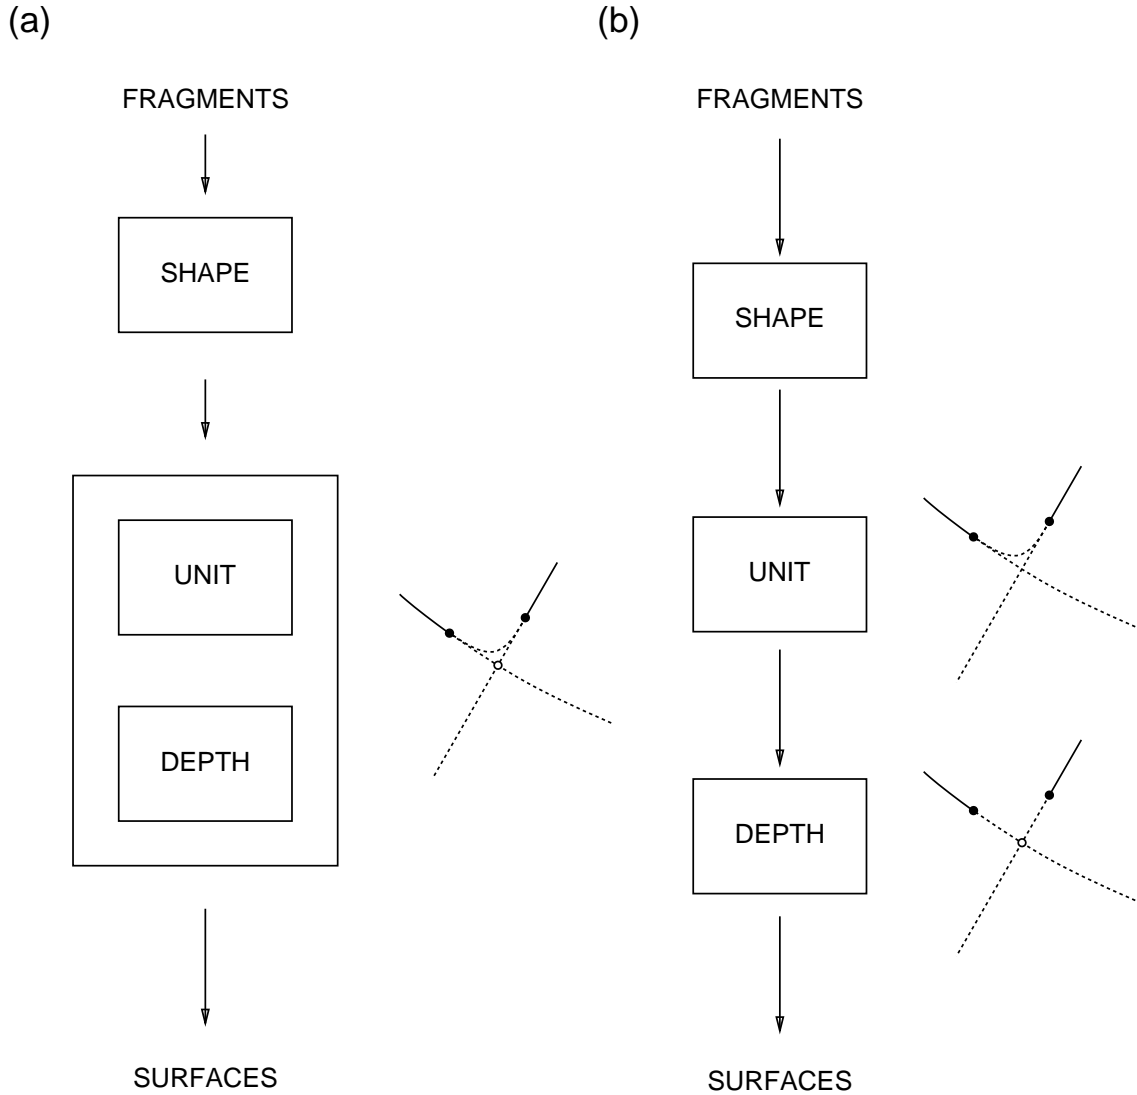 (a)
FRAGMENTS
SHAPE
UNIT
DEPTH
SURFACES
(b)
FRAGMENTS
SHAPE
UNIT
DEPTH
SURFACES